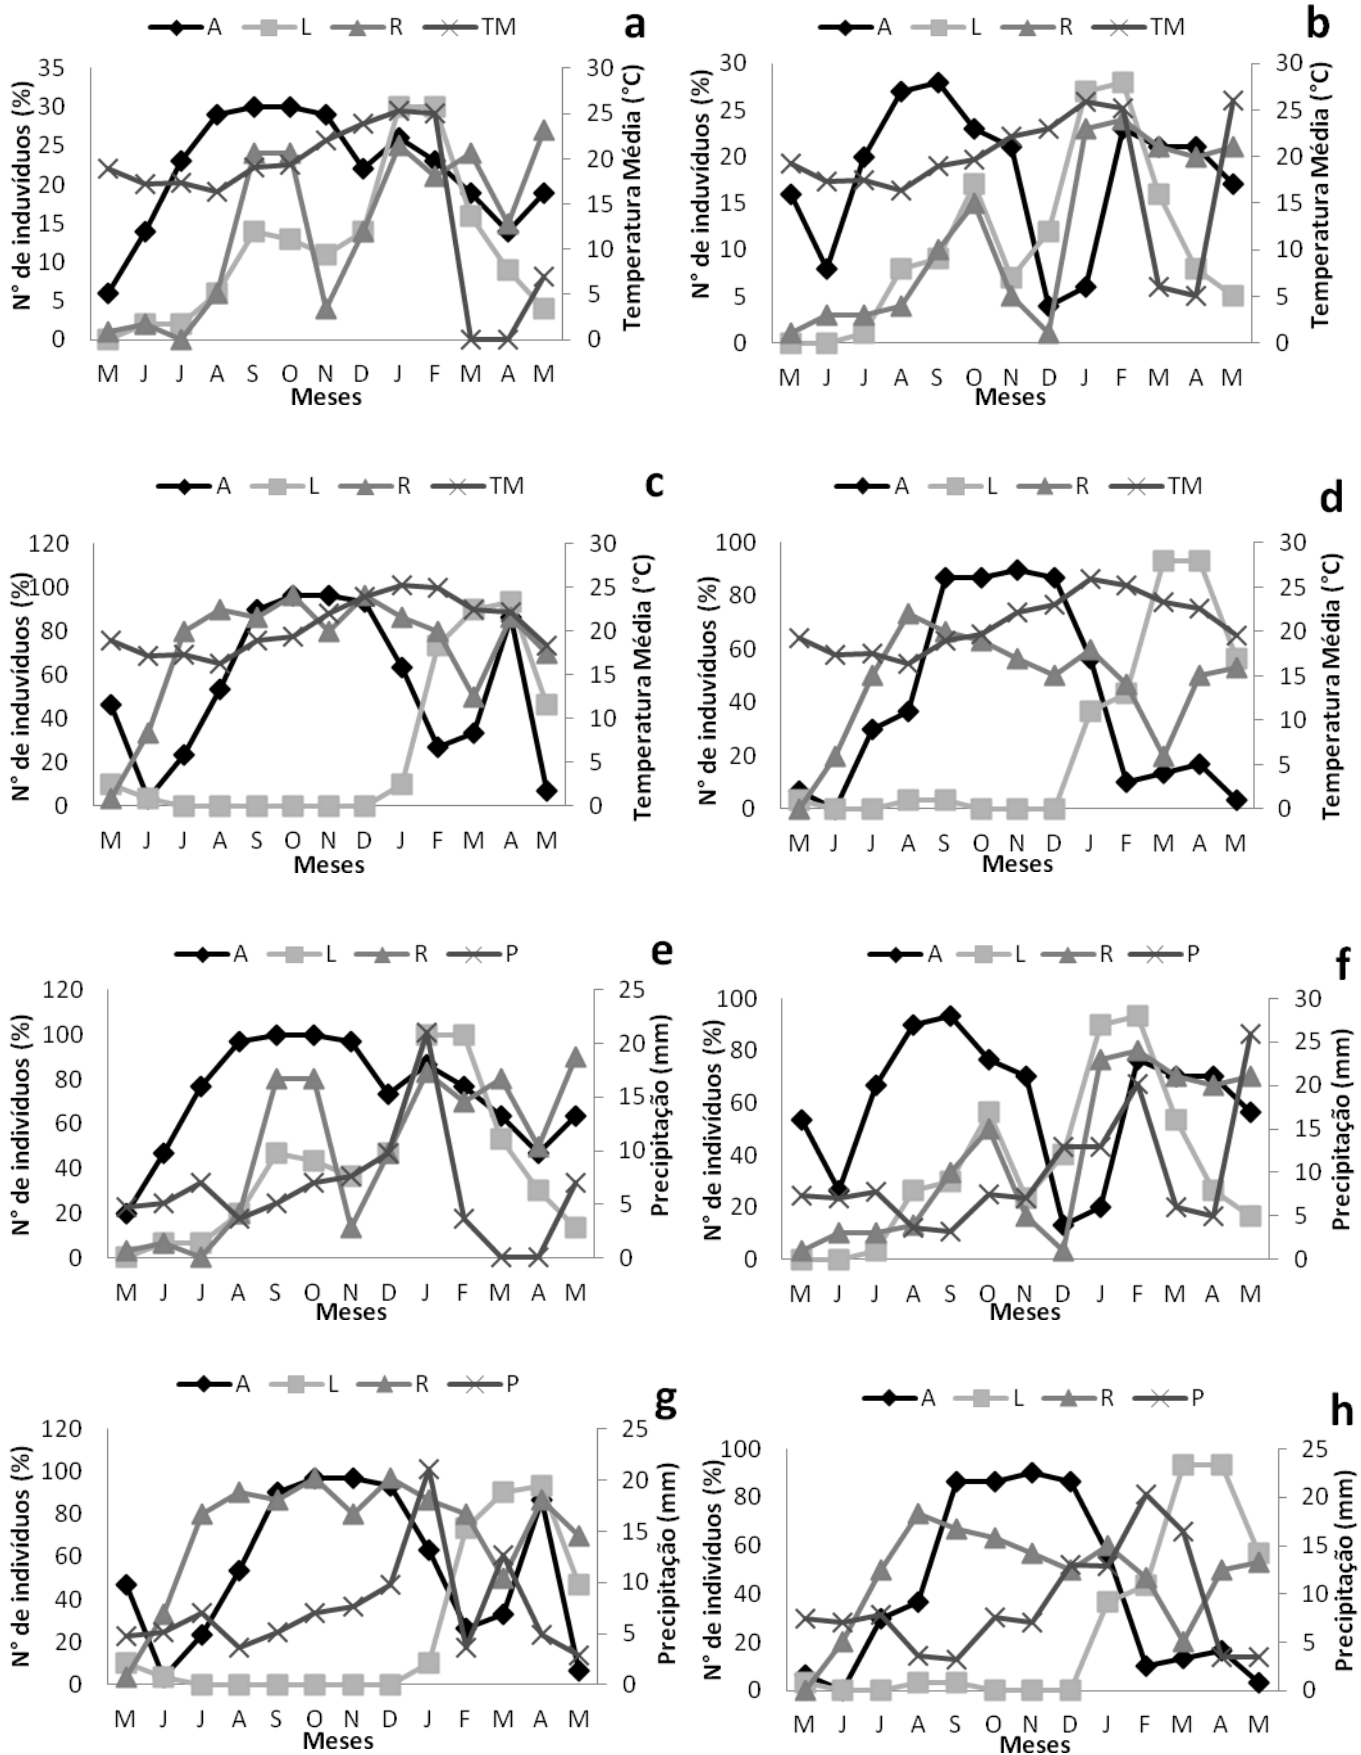 A L R TM a
N° de induvíduos (%)
35
30
25
20
15
10
5
0
30
25
20
15
10
5
0
Temperatura Média (°C)
M J J A S O N D J F M A M
Meses
A L R TM b
N° de induvíduos (%)
30
25
20
15
10
5
0
30
25
20
15
10
5
0
Temperatura Média (°C)
M J J A S O N D J F M A M
Meses
A L R TM c
N° de induvíduos (%)
120
100
80
60
40
20
0
30
25
20
15
10
5
0
Temperatura Média (°C)
M J J A S O N D J F M A M
Meses
A L R TM d
N° de induvíduos (%)
100
80
60
40
20
0
30
25
20
15
10
5
0
Temperatura Média (°C)
M J J A S O N D J F M A M
Meses
A L R P e
N° de indivíduos (%)
120
100
80
60
40
20
0
25
20
15
10
5
0
Precipitação (mm)
M J J A S O N D J F M A M
Meses
A L R P f
N° de indivíduos (%)
100
80
60
40
20
0
30
25
20
15
10
5
0
Precipitação (mm)
M J J A S O N D J F M A M
Meses
A L R P g
N° de indivíduos (%)
120
100
80
60
40
20
0
25
20
15
10
5
0
Precipitação (mm)
M J J A S O N D J F M A M
Meses
A L R P h
N° de indivíduos (%)
100
80
60
40
20
0
25
20
15
10
5
0
Precipitação (mm)
M J J A S O N D J F M A M
Meses